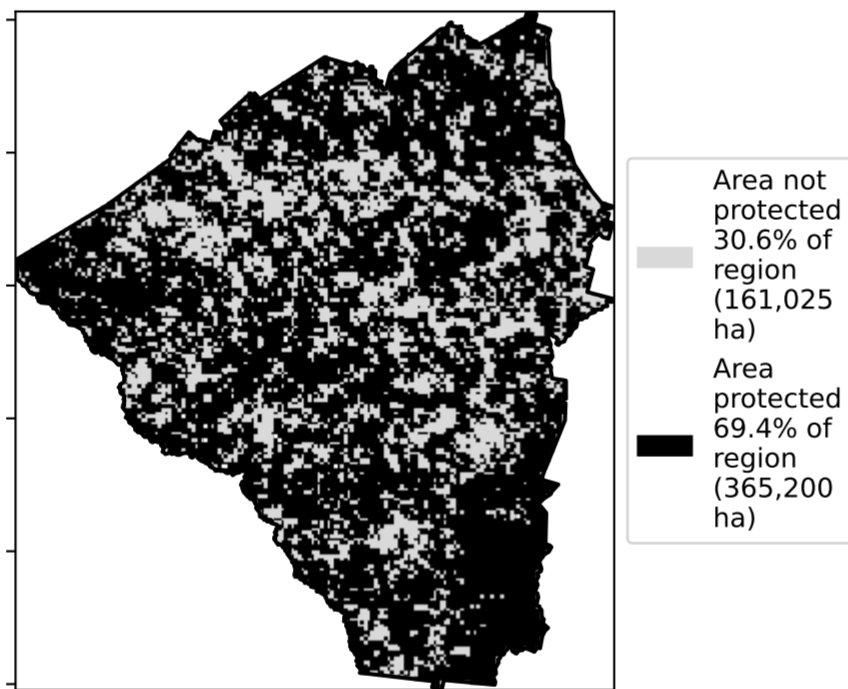 Area not
protected
30.6% of
region
(161,025
ha)
Area
protected
69.4% of
region
(365,200
ha)